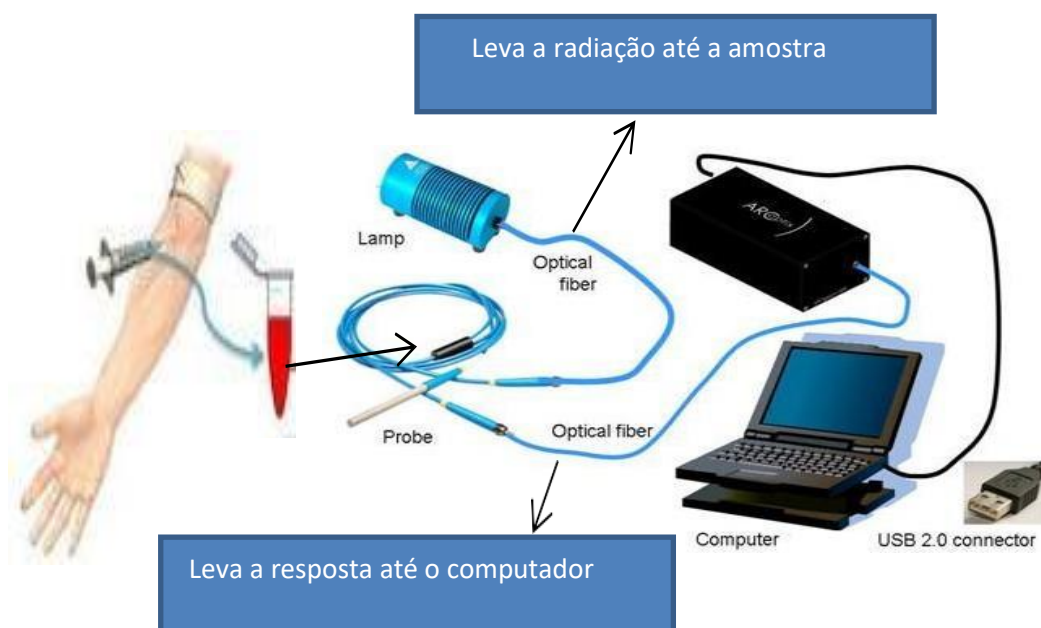 Leva a radiação até a amostra
Lamp
Optical
fiber
ARCoptix
Probe
Optical fiber
Computer
USB 2.0 connector
Leva a resposta até o computador